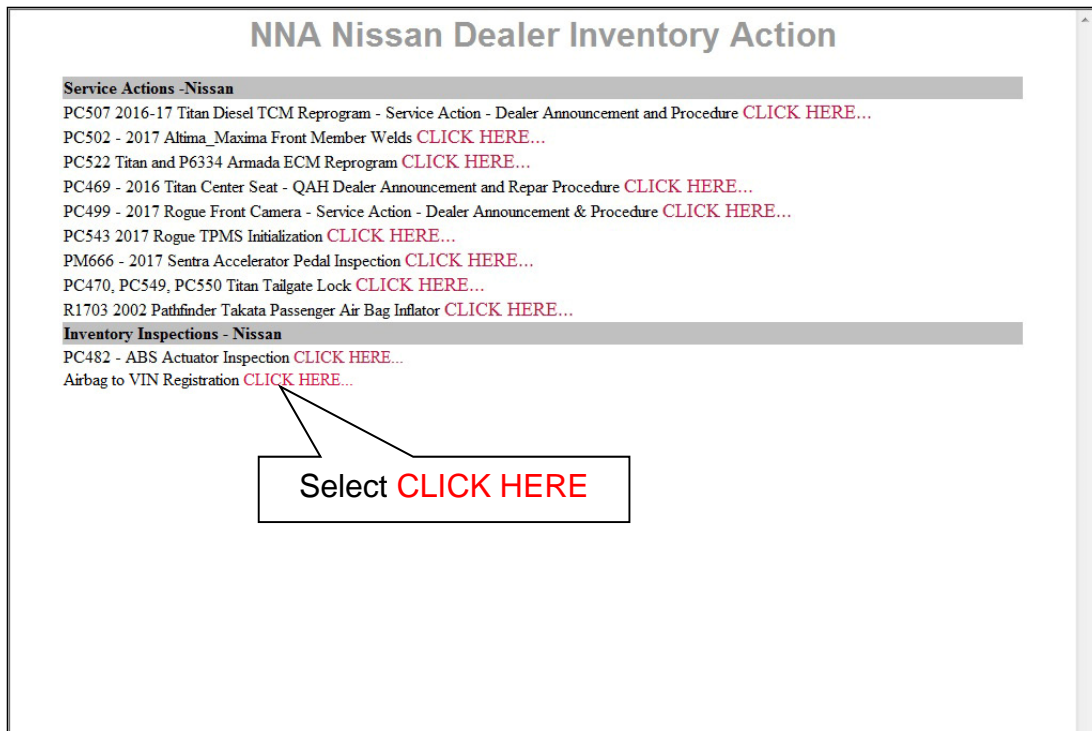 NNA Nissan Dealer Inventory Action
Service Actions -Nissan
PC507 2016-17 Titan Diesel TCM Reprogram - Service Action - Dealer Announcement and Procedure CLICK HERE...
PC502 - 2017 Altima_Maxima Front Member Welds CLICK HERE...
PC522 Titan and P6334 Armada ECM Reprogram CLICK HERE...
PC469 - 2016 Titan Center Seat - QAH Dealer Announcement and Repar Procedure CLICK HERE...
PC499 - 2017 Rogue Front Camera - Service Action - Dealer Announcement & Procedure CLICK HERE...
PC543 2017 Rogue TPMS Initialization CLICK HERE...
PM666 - 2017 Sentra Accelerator Pedal Inspection CLICK HERE...
PC470, PC549, PC550 Titan Tailgate Lock CLICK HERE...
R1703 2002 Pathfinder Takata Passenger Air Bag Inflator CLICK HERE...
Inventory Inspections - Nissan
PC482 - ABS Actuator Inspection CLICK HERE...
Airbag to VIN Registration CLICK HERE...
Select CLICK HERE